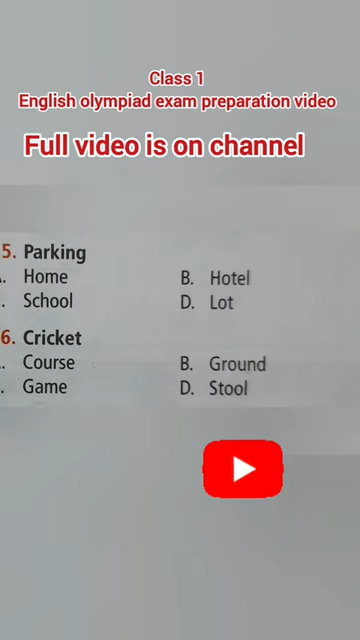 Class 1
English olympiad exam preparation video
Full video is on channel
5. Parking
. Home B. Hotel
. School D. Lot
6. Cricket
. Course B. Ground
. Game D. Stool